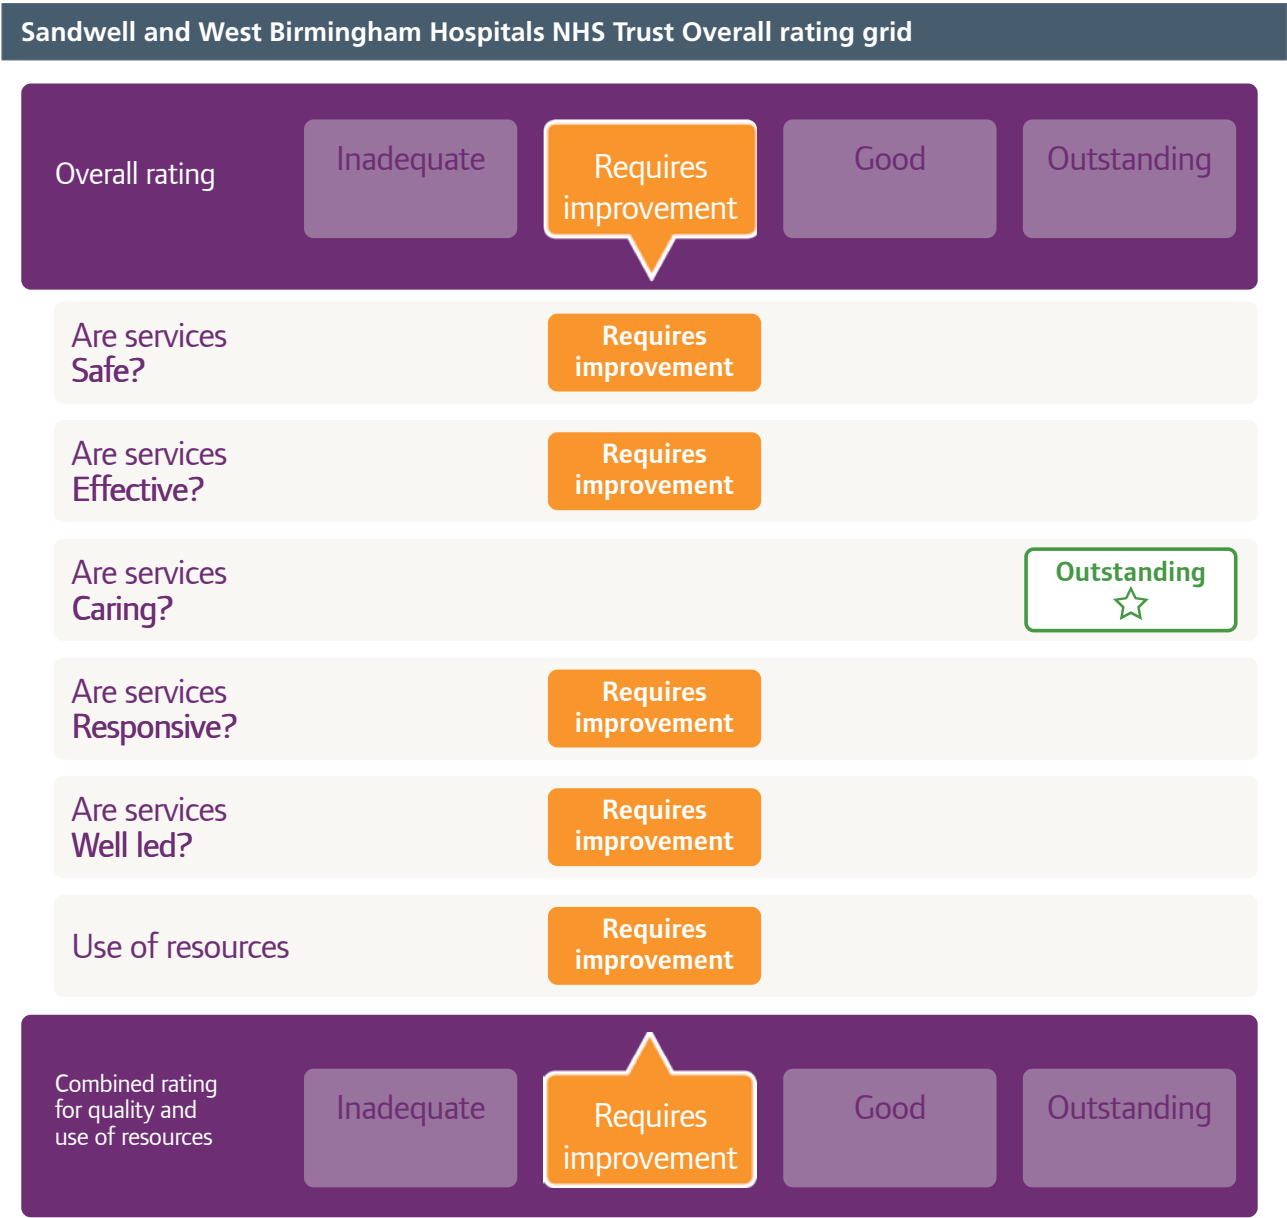 Sandwell and West Birmingham Hospitals NHS Trust Overall rating grid
Overall rating
Inadequate
Requires
improvement
Good
Outstanding
Are services
Safe?
Requires
improvement
Are services
Effective?
Requires
improvement
Are services
Caring?
Outstanding
Are services
Responsive?
Requires
improvement
Are services
Well led?
Requires
improvement
Use of resources
Requires
improvement
Combined rating
for quality and
use of resources
Inadequate
Requires
improvement
Good
Outstanding